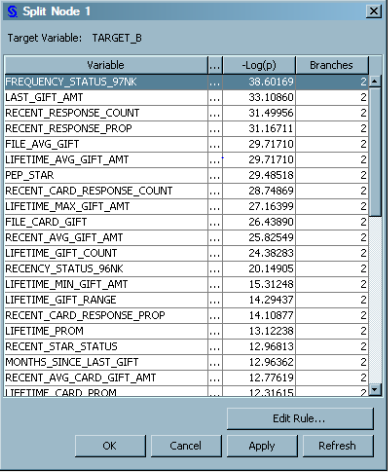 Split Node 1
Target Variable: TARGET_B
Variable ... -Log(p) Branches
FREQUENCY_STATUS_97NK ... 38.60169 2
LAST_GIFT_AMT ... 33.10860 2
RECENT_RESPONSE_COUNT ... 31.49956 2
RECENT_RESPONSE_PROP ... 31.16711 2
FILE_AVG_GIFT ... 29.71710 2
LIFETIME_AVG_GIFT_AMT ... 29.71710 2
PEP_STAR ... 29.48518 2
RECENT_CARD_RESPONSE_COUNT ... 28.74869 2
LIFETIME_MAX_GIFT_AMT ... 27.16399 2
FILE_CARD_GIFT ... 26.43890 2
RECENT_AVG_GIFT_AMT ... 25.82549 2
LIFETIME_GIFT_COUNT ... 24.38283 2
RECENCY_STATUS_96NK ... 20.14905 2
LIFETIME_MIN_GIFT_AMT ... 15.31248 2
LIFETIME_GIFT_RANGE ... 14.29437 2
RECENT_CARD_RESPONSE_PROP ... 14.10877 2
LIFETIME_PROM ... 13.12238 2
RECENT_STAR_STATUS ... 12.96813 2
MONTHS_SINCE_LAST_GIFT ... 12.96362 2
RECENT_AVG_CARD_GIFT_AMT ... 12.77619 2
LIFETIME_CARD_PROM ... 12.31615 2
Edit Rule...
OK Cancel Apply Refresh